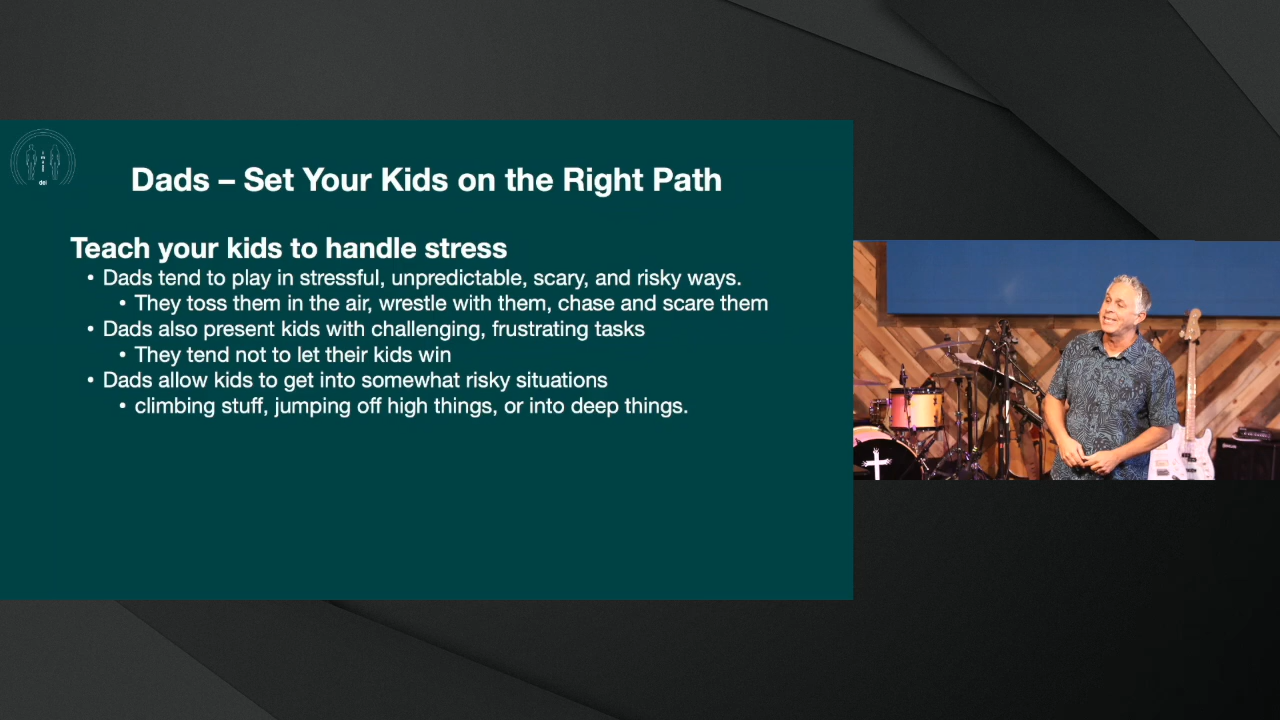 Dads – Set Your Kids on the Right Path
Teach your kids to handle stress
• Dads tend to play in stressful, unpredictable, scary, and risky ways.
• They toss them in the air, wrestle with them, chase and scare them
• Dads also present kids with challenging, frustrating tasks
• They tend not to let their kids win
• Dads allow kids to get into somewhat risky situations
• climbing stuff, jumping off high things, or into deep things.